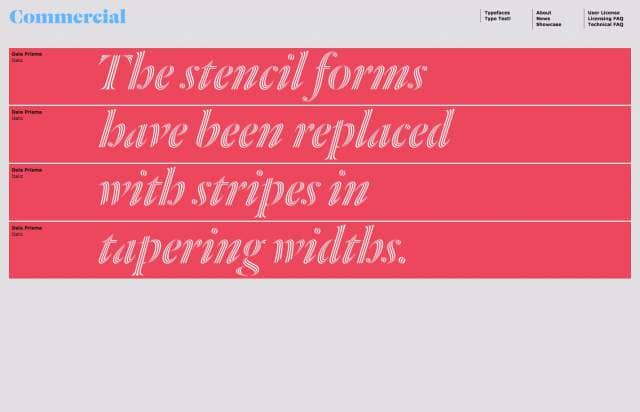 Commercial
Typefaces
Type Test!
About
News
Showcase
User License
Licensing FAQ
Technical FAQ
Dala Prisma
Italic
The stencil forms
Dala Prisma
Italic
have been replaced
Dala Prisma
Italic
with stripes in
Dala Prisma
Italic
tapering widths.